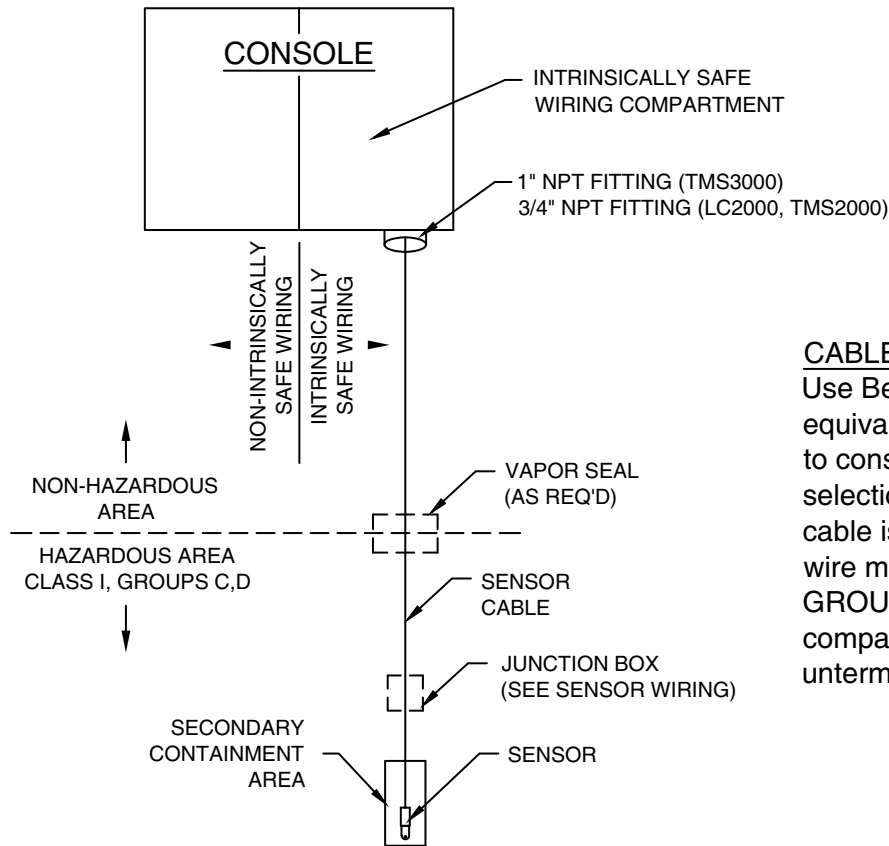 CONSOLE
INTRINSICALLY SAFE
WIRING COMPARTMENT
1" NPT FITTING (TMS3000)
3/4" NPT FITTING (LC2000, TMS2000)
NON-INTRINSICALLY
SAFE WIRING
INTRINSICALLY
SAFE WIRING
NON-HAZARDOUS
AREA
HAZARDOUS AREA
CLASS I, GROUPS C,D
VAPOR SEAL
(AS REQ'D)
SENSOR
CABLE
JUNCTION BOX
(SEE SENSOR WIRING)
SECONDARY
CONTAINMENT
AREA
SENSOR
CABLE
Use Be
equiva
to cons
selectio
cable is
wire m
GROU
compa
unterm